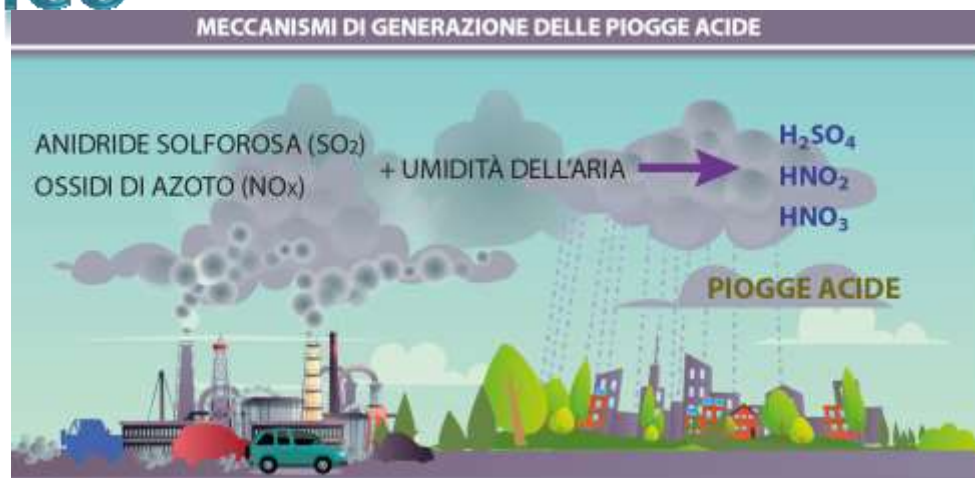 MECCANISMI DI GENERAZIONE DELLE PIOGGE ACIDE
ANIDRIDE SOLFOROSA (SO₂)
OSSIDI DI AZOTO (NOx)
+ UMIDITÀ DELL'ARIA
H₂SO₄
HNO₂
HNO₃
PIOGGE ACIDE